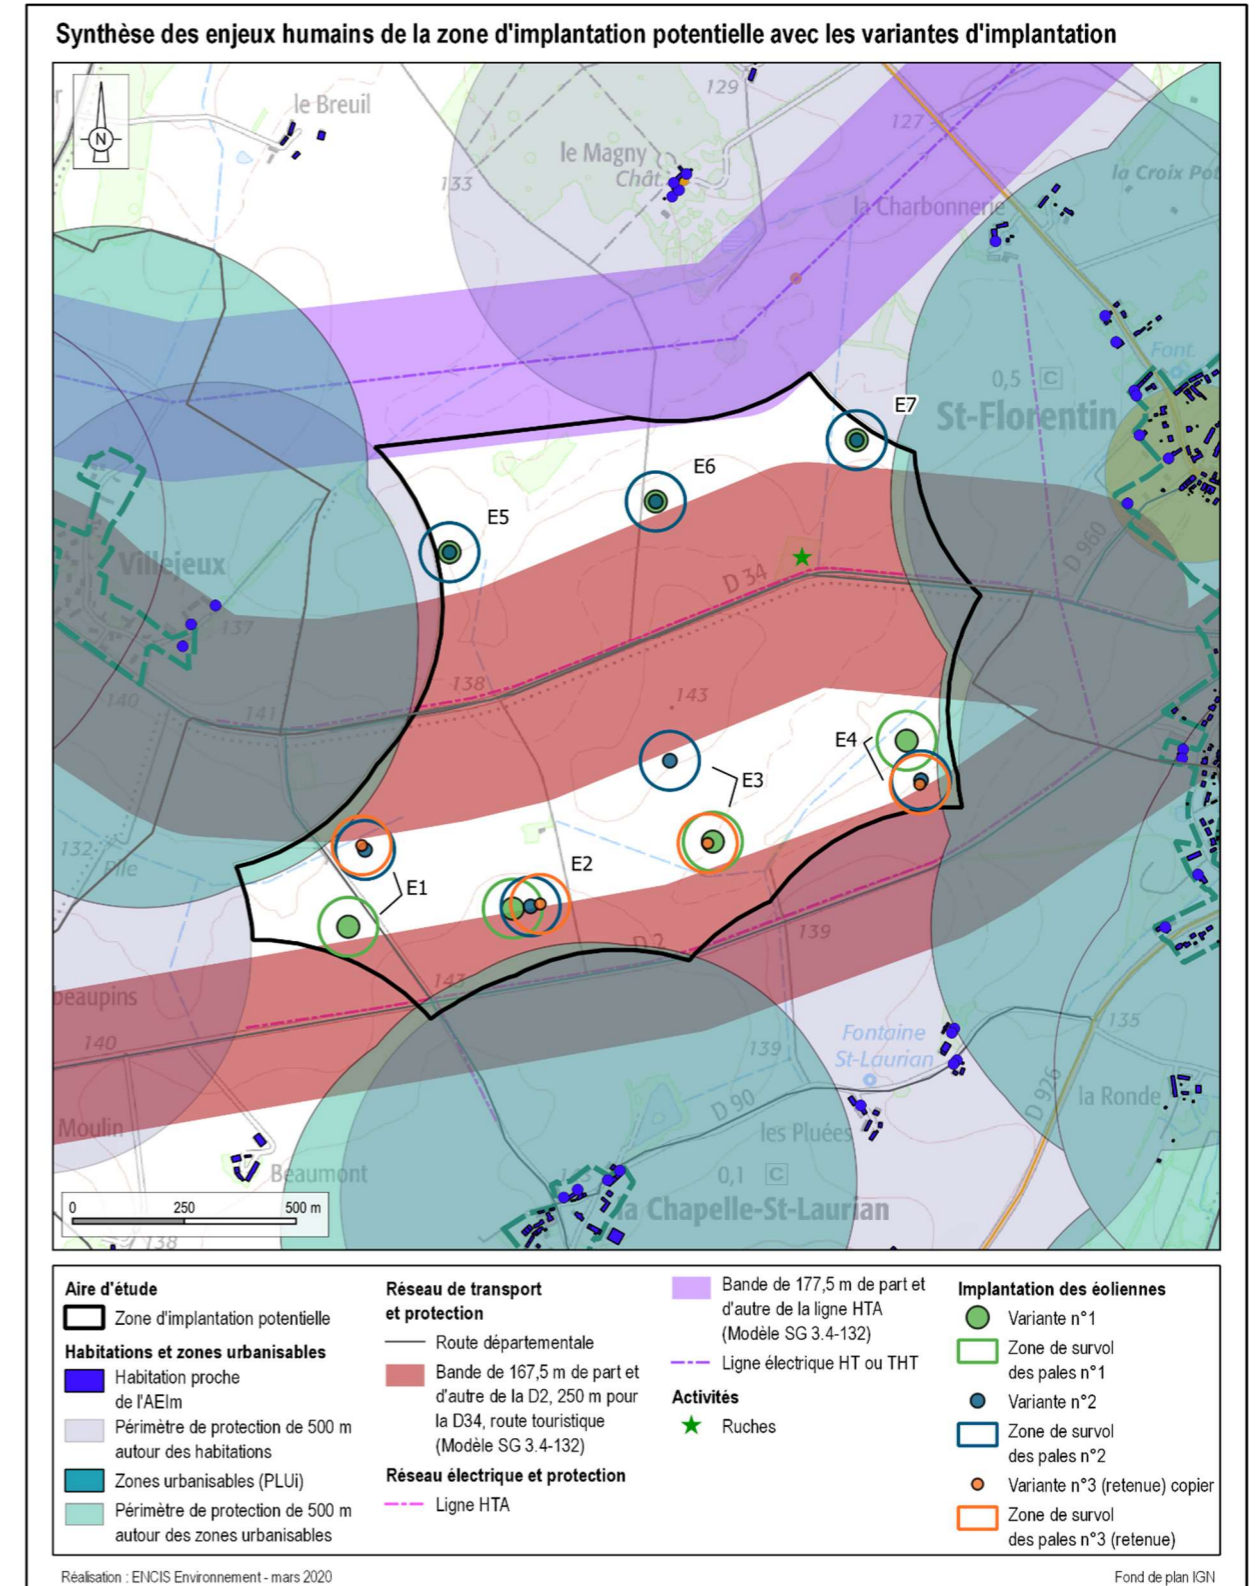 Synthèse des enjeux humains de la zone d'implantation potentielle avec les variantes d'implantation
N
le Breuil
129
127
le Magny
Chât.
133
la Croix Pot
la Charbonnerie
Font.
0,5 C
St-Florentin
E7
E6
E5
Villejeux
D 960
D 34
137
138
143
140
141
E4
E3
132
Pile
E2
E1
D 2
139
beaupins
143
140
Fontaine
St-Laurian
135
139
D 926
la Ronde
D 90
Moulin
les Pluées
Beaumont
0,1 C
la Chapelle-St-Laurian
0 250 500 m
138
Aire d'étude
Zone d'implantation potentielle
Habitations et zones urbanisables
Habitation proche
de l'AEIm
Périmètre de protection de 500 m
autour des habitations
Zones urbanisables (PLUi)
Périmètre de protection de 500 m
autour des zones urbanisables
Réseau de transport
et protection
Route départementale
Bande de 167,5 m de part et
d'autre de la D2, 250 m pour
la D34, route touristique
(Modèle SG 3.4-132)
Réseau électrique et protection
Ligne HTA
Bande de 177,5 m de part et
d'autre de la ligne HTA
(Modèle SG 3.4-132)
Ligne électrique HT ou THT
Activités
Ruches
Implantation des éoliennes
Variante n°1
Zone de survol
des pales n°1
Variante n°2
Zone de survol
des pales n°2
Variante n°3 (retenue) copier
Zone de survol
des pales n°3 (retenue)
Réalisation : ENCIS Environnement - mars 2020
Fond de plan IGN